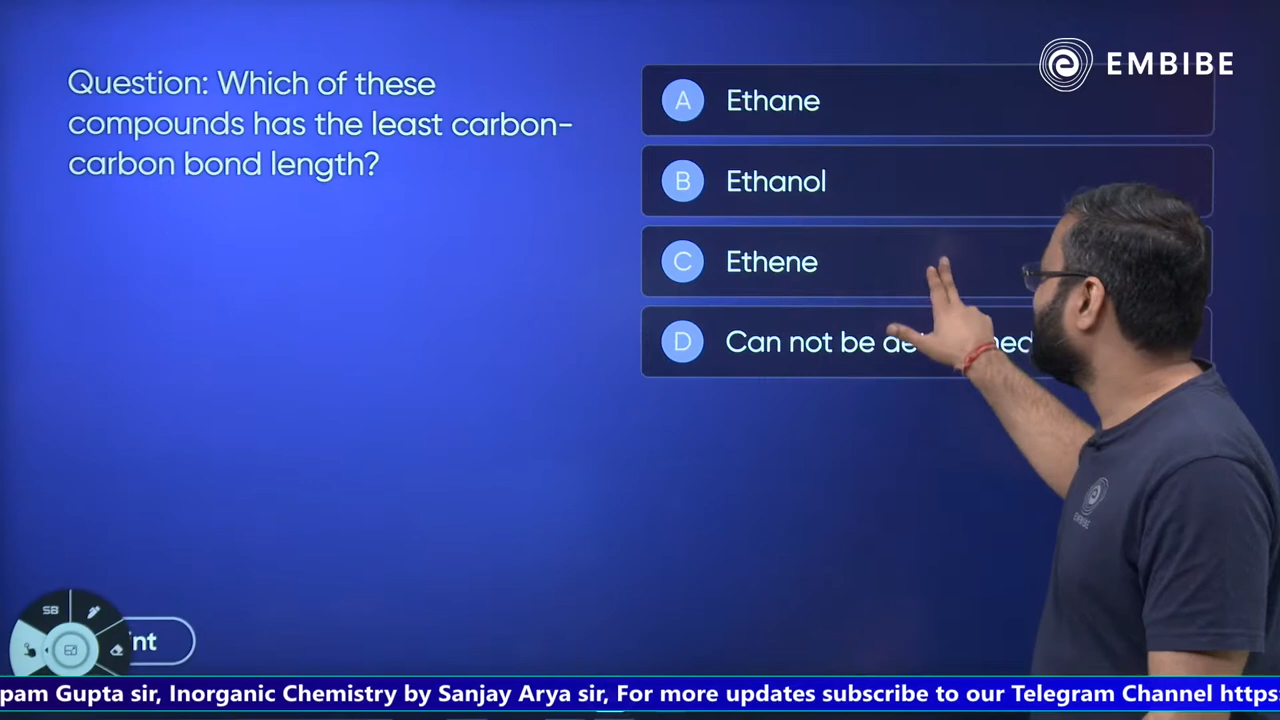 Question: Which of these
compounds has the least carbon-
carbon bond length?
EMBIBE
A Ethane
B Ethanol
C Ethene
D Can not be
SB
EMBIBE
pam Gupta sir, Inorganic Chemistry by Sanjay Arya sir, For more updates subscribe to our Telegram Channel https: